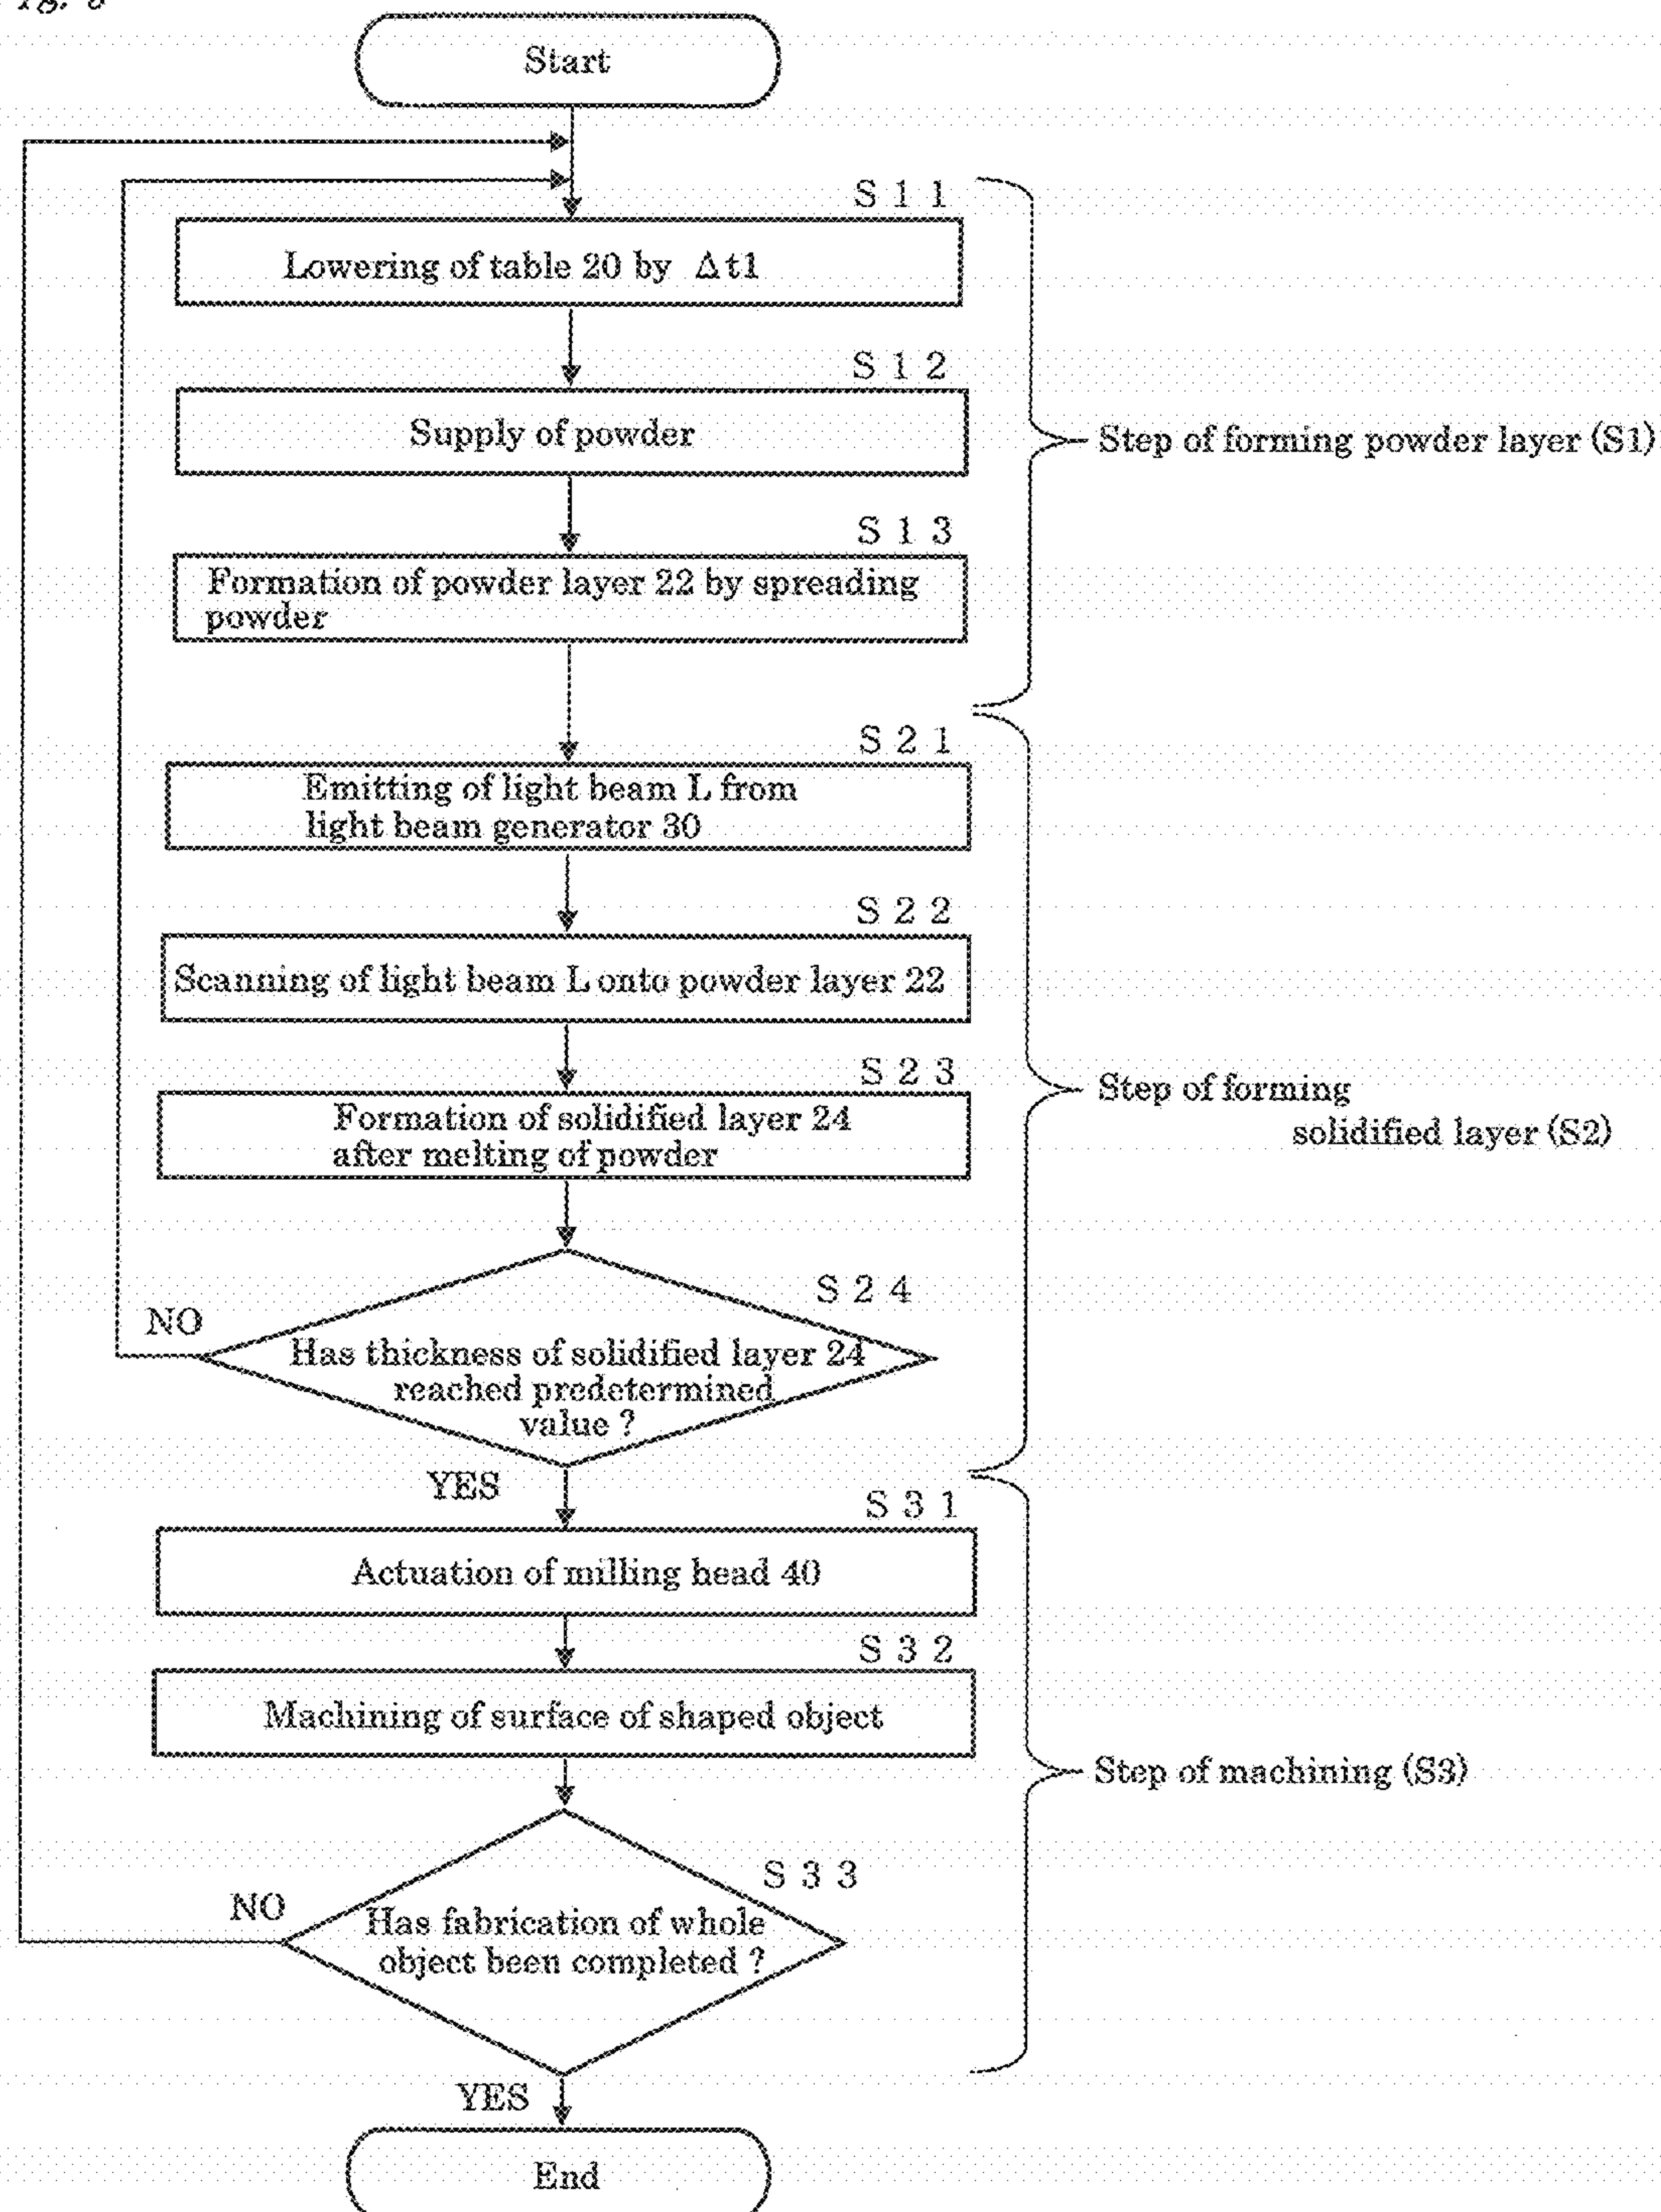 Start
S 1 1
Lowering of table 20 by Δt1
S 1 2
Supply of powder
Step of forming powder layer (S1)
S 1 3
Formation of powder layer 22 by spreading
powder
S 2 1
Emitting of light beam L from
light beam generator 30
S 2 2
Scanning of light beam L onto powder layer 22
S 2 3
Formation of solidified layer 24
after melting of powder
Step of forming
solidified layer (S2)
S 2 4
NO
Has thickness of solidified layer 24
reached predetermined
value ?
YES
S 3 1
Actuation of milling head 40
S 3 2
Machining of surface of shaped object
Step of machining (S3)
S 3 3
NO
Has fabrication of whole
object been completed ?
YES
End